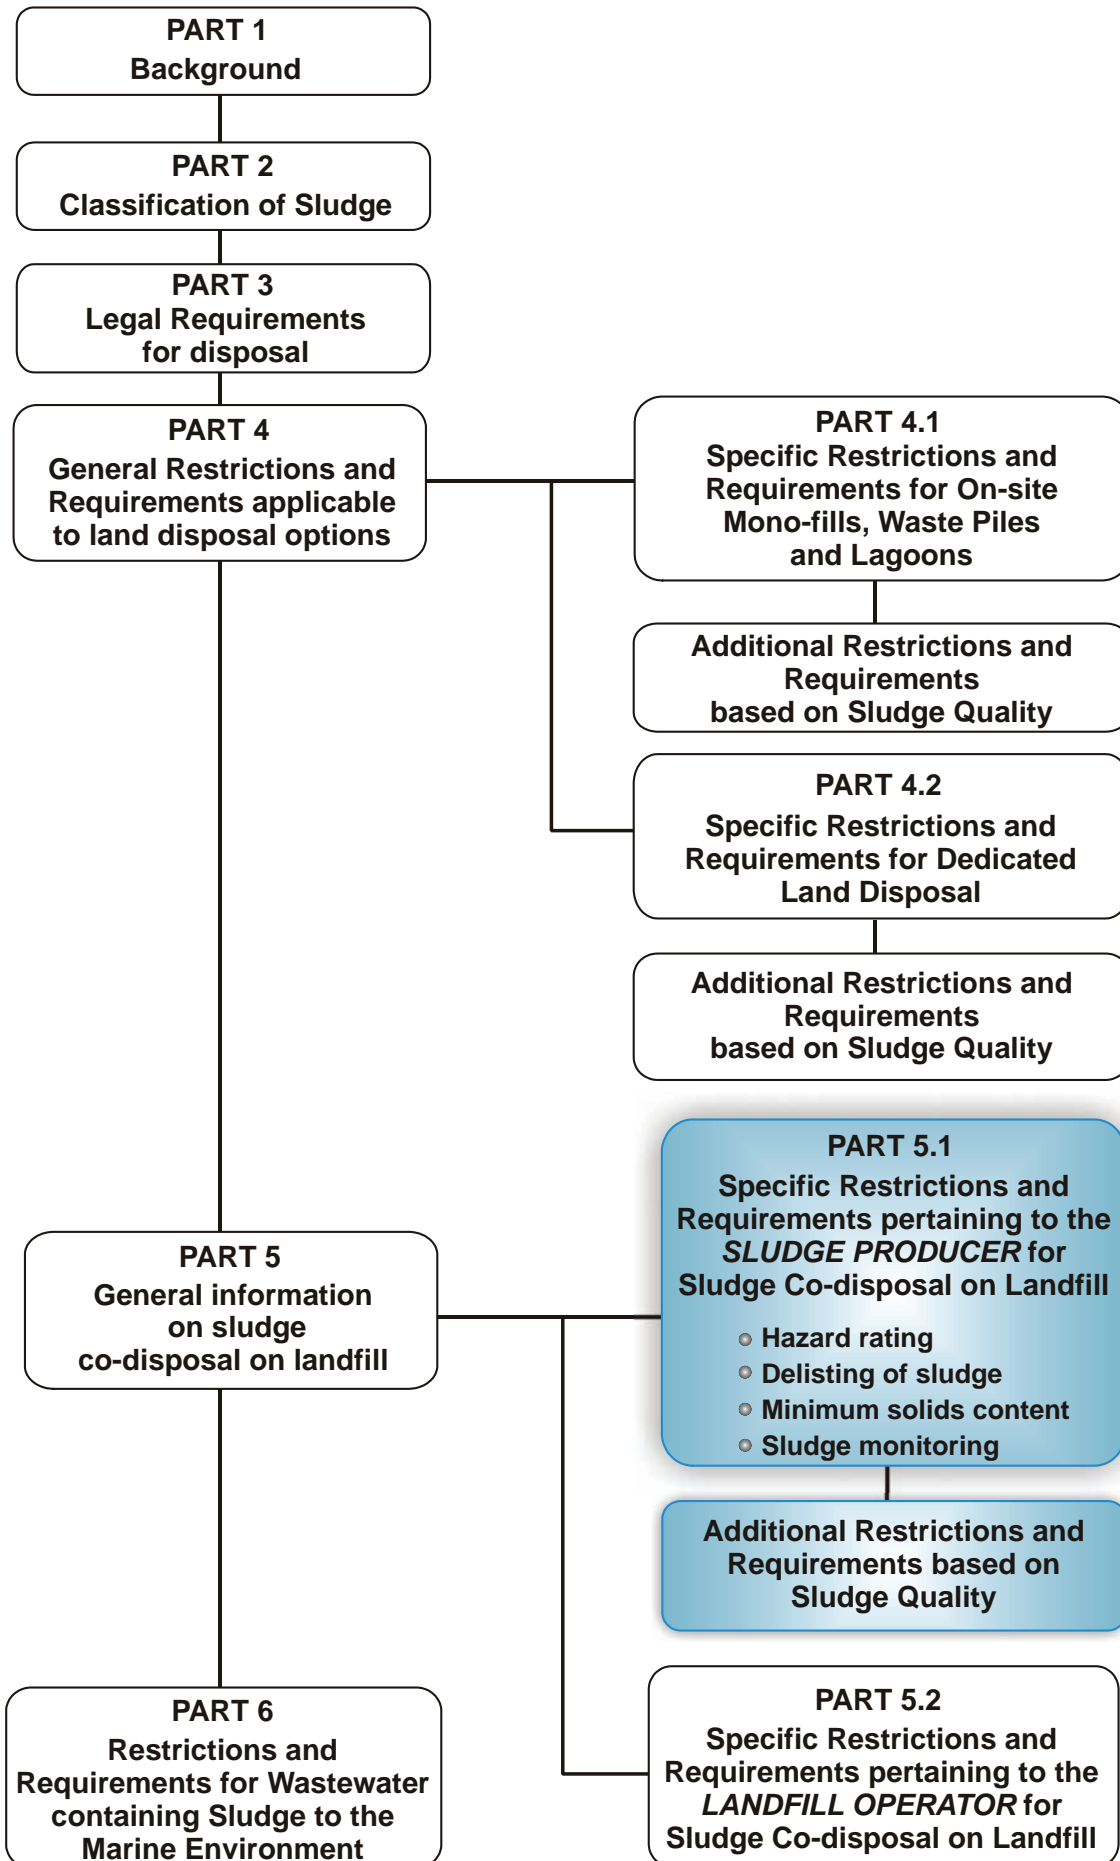 PART 1
Background
PART 2
Classification of Sludge
PART 3
Legal Requirements
for disposal
PART 4
General Restrictions and
Requirements applicable
to land disposal options
PART 4.1
Specific Restrictions and
Requirements for On-site
Mono-fills, Waste Piles
and Lagoons
Additional Restrictions and
Requirements
based on Sludge Quality
PART 4.2
Specific Restrictions and
Requirements for Dedicated
Land Disposal
Additional Restrictions and
Requirements
based on Sludge Quality
PART 5
General information
on sludge
co-disposal on landfill
PART 5.1
Specific Restrictions and
Requirements pertaining to the
SLUDGE PRODUCER for
Sludge Co-disposal on Landfill
Hazard rating
Delisting of sludge
Minimum solids content
Sludge monitoring
Additional Restrictions and
Requirements based on
Sludge Quality
PART 5.2
Specific Restrictions and
Requirements pertaining to the
LANDFILL OPERATOR for
Sludge Co-disposal on Landfill
PART 6
Restrictions and
Requirements for Wastewater
containing Sludge to the
Marine Environment